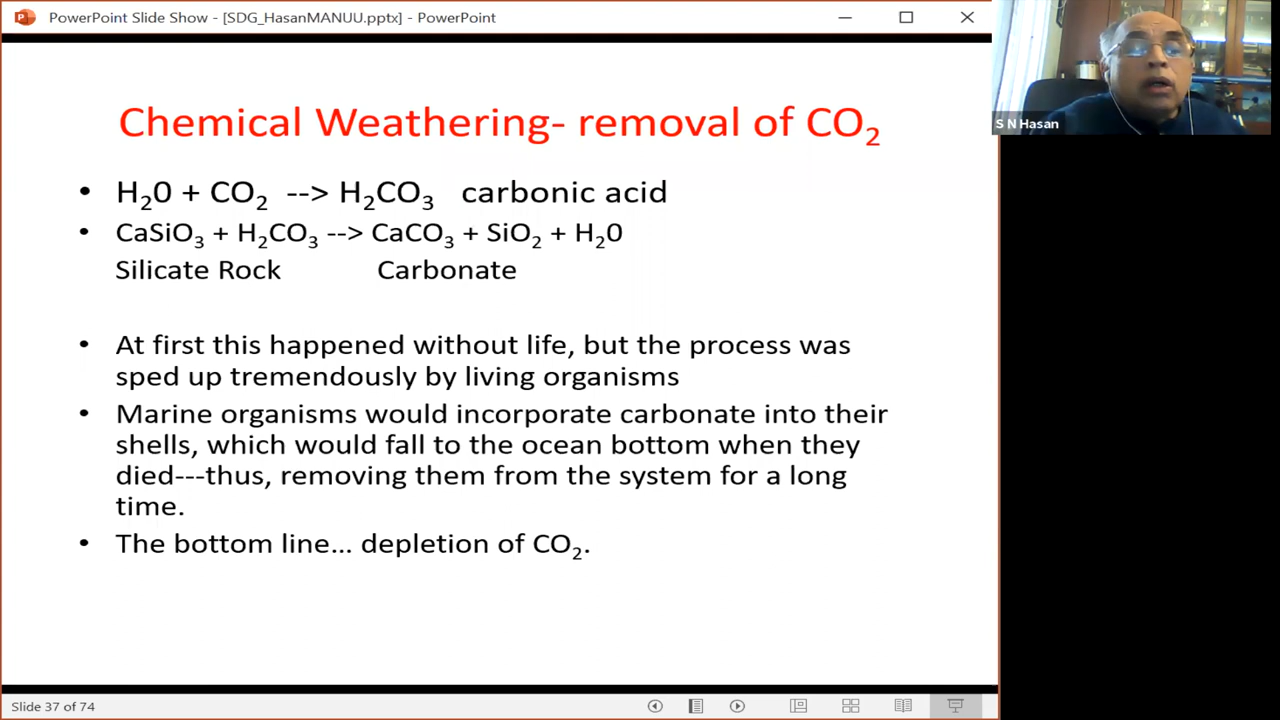 PowerPoint Slide Show - [SDG_HasanMANUU.pptx] - PowerPoint
S N Hasan
Chemical Weathering- removal of CO₂
• H₂0 + CO₂ --> H₂CO₃ carbonic acid
• CaSiO₃ + H₂CO₃ --> CaCO₃ + SiO₂ + H₂0
Silicate Rock Carbonate
• At first this happened without life, but the process was
sped up tremendously by living organisms
• Marine organisms would incorporate carbonate into their
shells, which would fall to the ocean bottom when they
died---thus, removing them from the system for a long
time.
• The bottom line... depletion of CO₂.
Slide 37 of 74